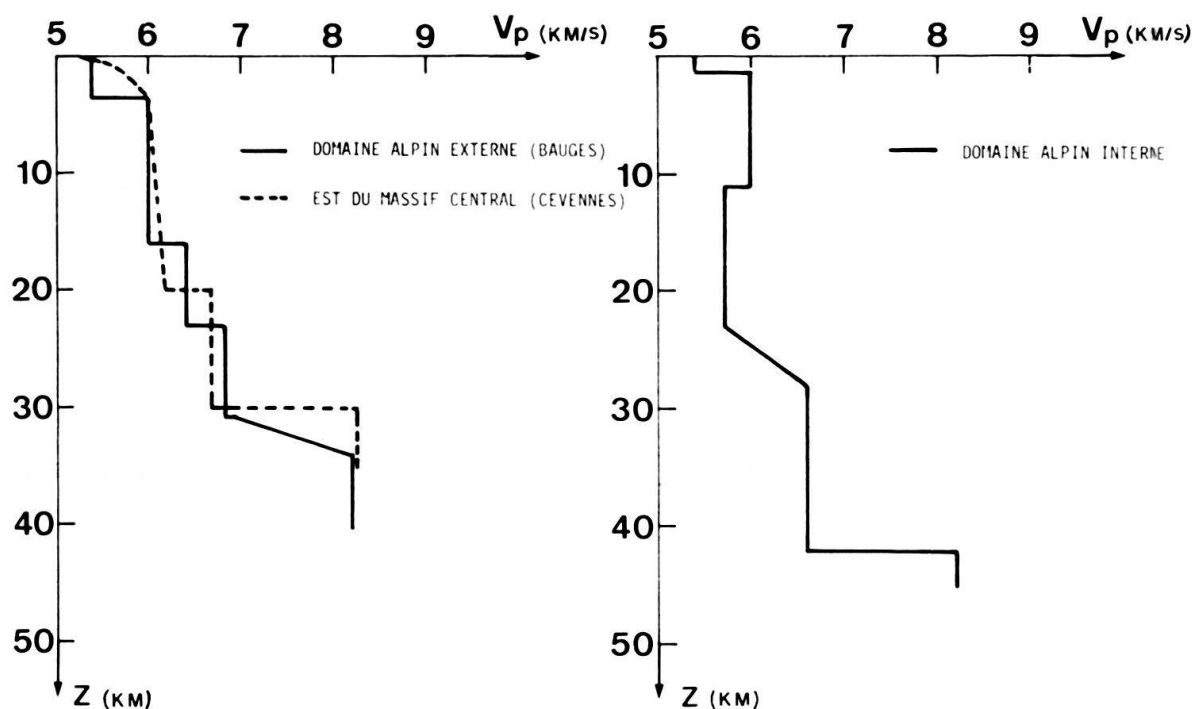 Vp (KM/S)
5 6 7 8 9
DOMAINE ALPIN EXTERNE (BAUGES)
EST DU MASSIF CENTRAL (CEVENNES)
10
20
30
40
50
Z (KM)
Vp (KM/S)
5 6 7 8 9
DOMAINE ALPIN INTERNE
10
20
30
40
50
Z (KM)